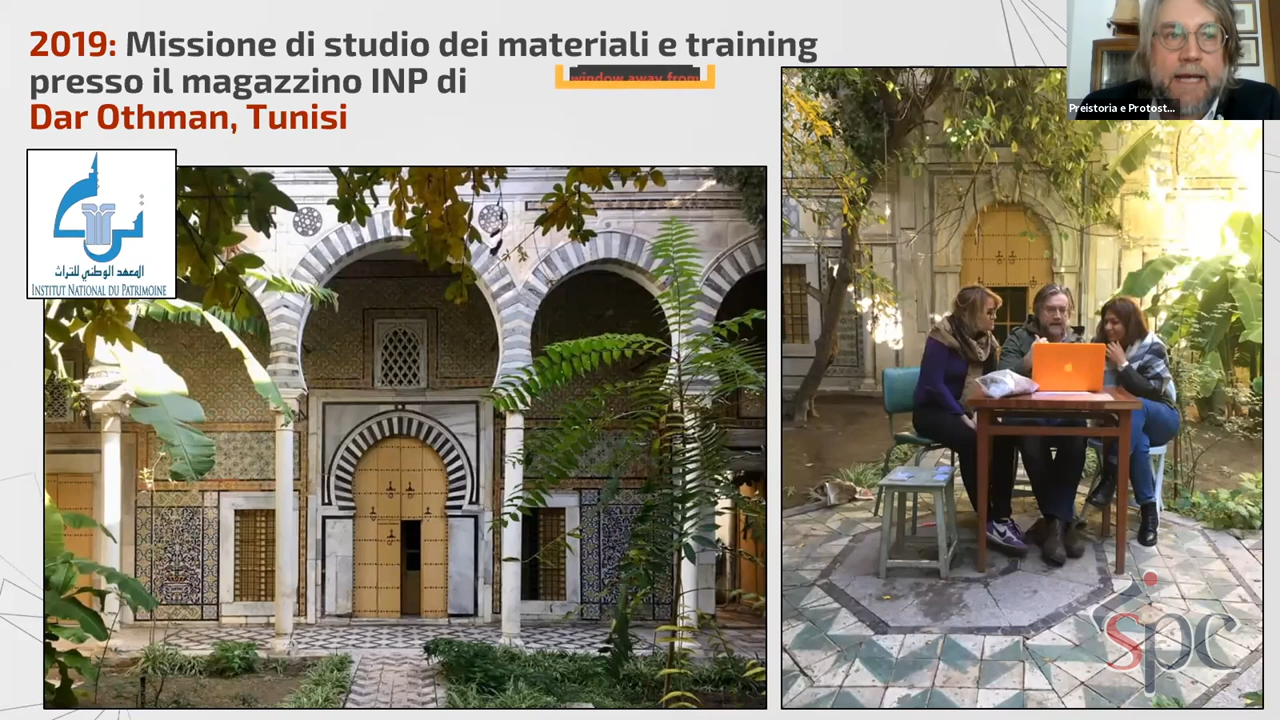 2019: Missione di studio dei materiali e training
presso il magazzino INP di
window away from
Dar Othman, Tunisi
Preistoria e Protost...
المعهد الوطني للتراث
INSTITUT NATIONAL DU PATRIMOINE
spc